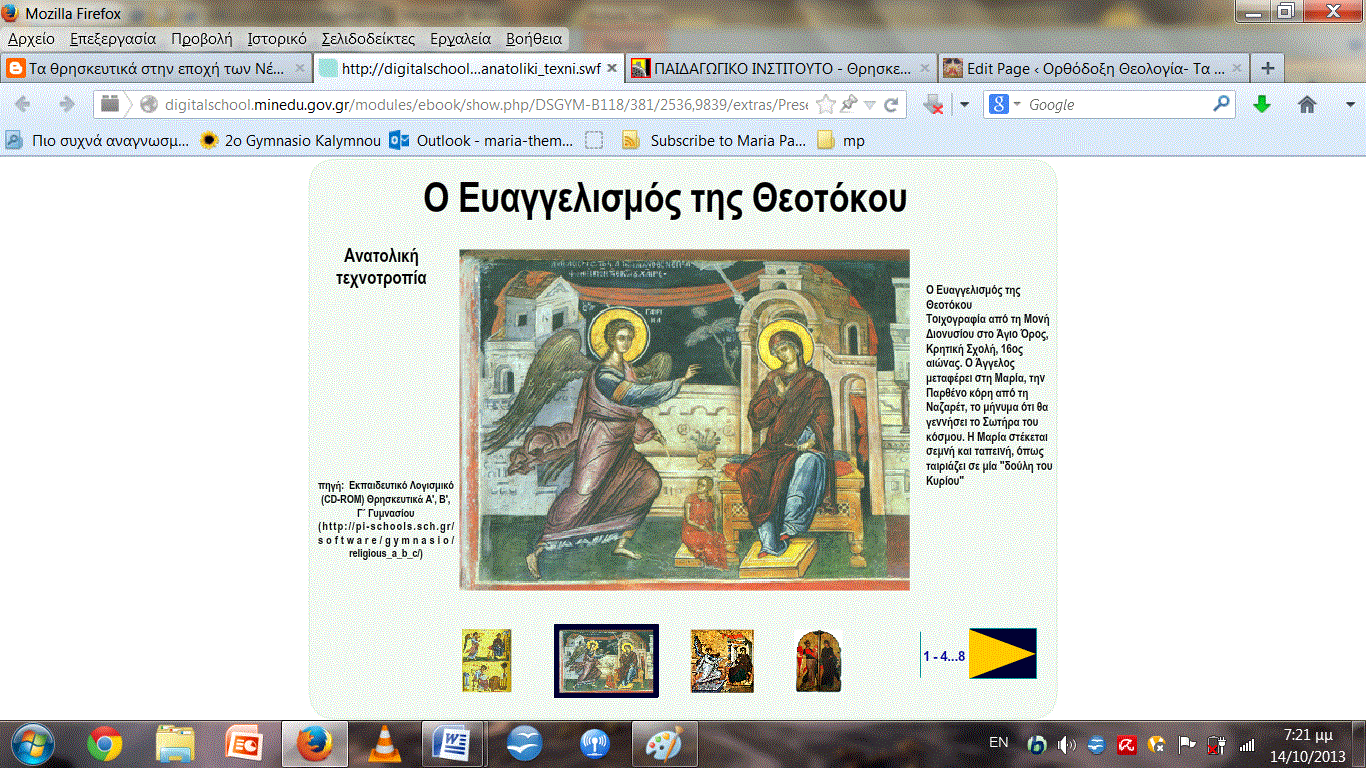 Mozilla Firefox
Αρχείο Επεξεργασία Προβολή Ιστορικό Σελιδοδείκτες Εργαλεία Βοήθεια
Τα θρησκευτικά στην εποχή των Νέ... http://digitalschool...anatoliki_texni.swf ΠΑΙΔΑΓΩΓΙΚΟ ΙΝΣΤΙΤΟΥΤΟ - Θρησκε... Edit Page ‹ Ορθόδοξη Θεολογία- Τα ...
digitalschool.minedu.gov.gr/modules/ebook/show.php/DSGYM-B118/381/2536,9839/extras/Prese Google
Πιο συχνά αναγνωσμ... 2o Gymnasio Kalymnou Outlook - maria-them... Subscribe to Maria Pa... mp
Ο Ευαγγελισμός της Θεοτόκου
Ανατολική
τεχνοτροπία
πηγή: Εκπαιδευτικό Λογισμικό
(CD-ROM) Θρησκευτικά Α', Β',
Γ΄ Γυμνασίου
(http://pi-schools.sch.gr/
software/gymnasio/
religious_a_b_c/)
Ο Ευαγγελισμός της
Θεοτόκου
Τοιχογραφία από τη Μονή
Διονυσίου στο Άγιο Όρος,
Κρητική Σχολή, 16ος
αιώνας. Ο Άγγελος
μεταφέρει στη Μαρία, την
Παρθένο κόρη από τη
Ναζαρέτ, το μήνυμα ότι θα
γεννήσει το Σωτήρα του
κόσμου. Η Μαρία στέκεται
σεμνή και ταπεινή, όπως
ταιριάζει σε μία "δούλη του
Κυρίου"
1 - 4...8
EN 7:21 μμ
14/10/2013